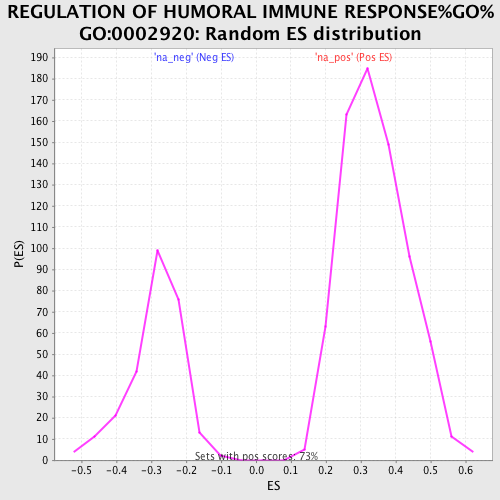 REGULATION OF HUMORAL IMMUNE RESPONSE%GO%
GO:0002920: Random ES distribution
'na_neg' (Neg ES)
'na_pos' (Pos ES)
190
180
170
160
150
140
130
120
110
100
90
80
70
60
50
40
30
20
10
0
P(ES)
Sets with pos scores: 73%
-0.5 -0.4 -0.3 -0.2 -0.1 0.0 0.1 0.2 0.3 0.4 0.5 0.6
ES